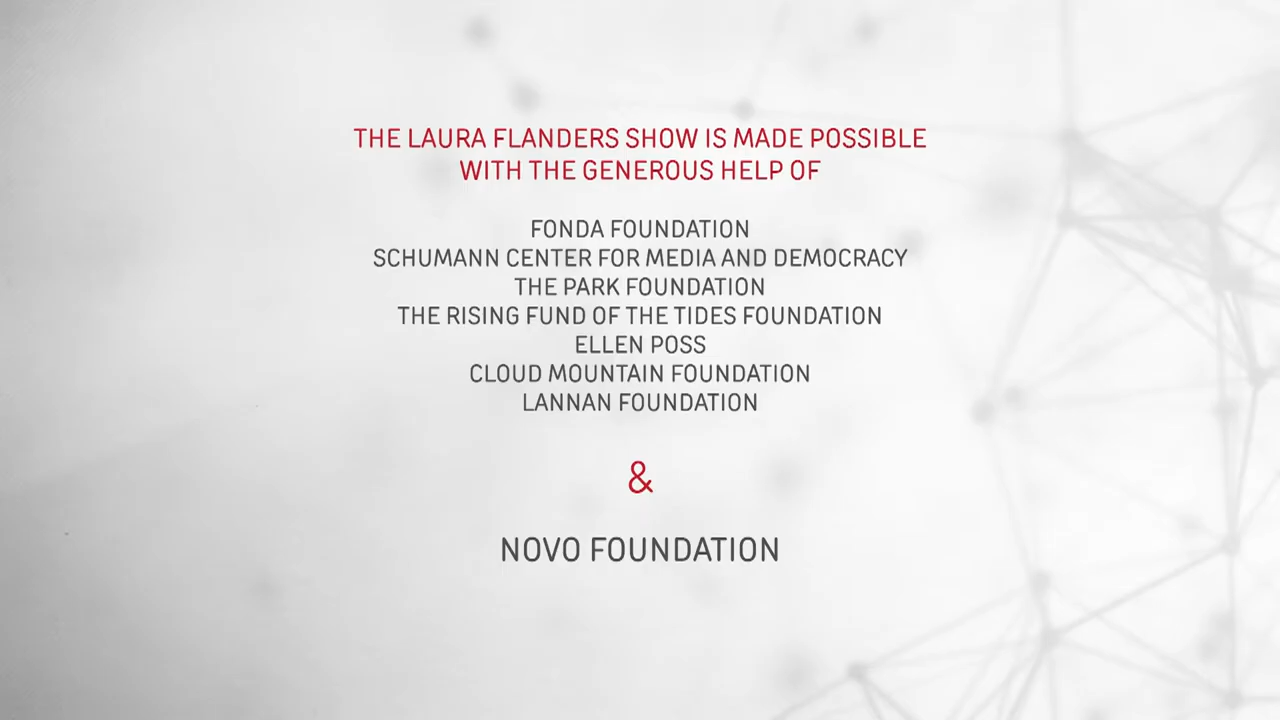 THE LAURA FLANDERS SHOW IS MADE POSSIBLE
WITH THE GENEROUS HELP OF
FONDA FOUNDATION
SCHUMANN CENTER FOR MEDIA AND DEMOCRACY
THE PARK FOUNDATION
THE RISING FUND OF THE TIDES FOUNDATION
ELLEN POSS
CLOUD MOUNTAIN FOUNDATION
LANNAN FOUNDATION
&
NOVO FOUNDATION